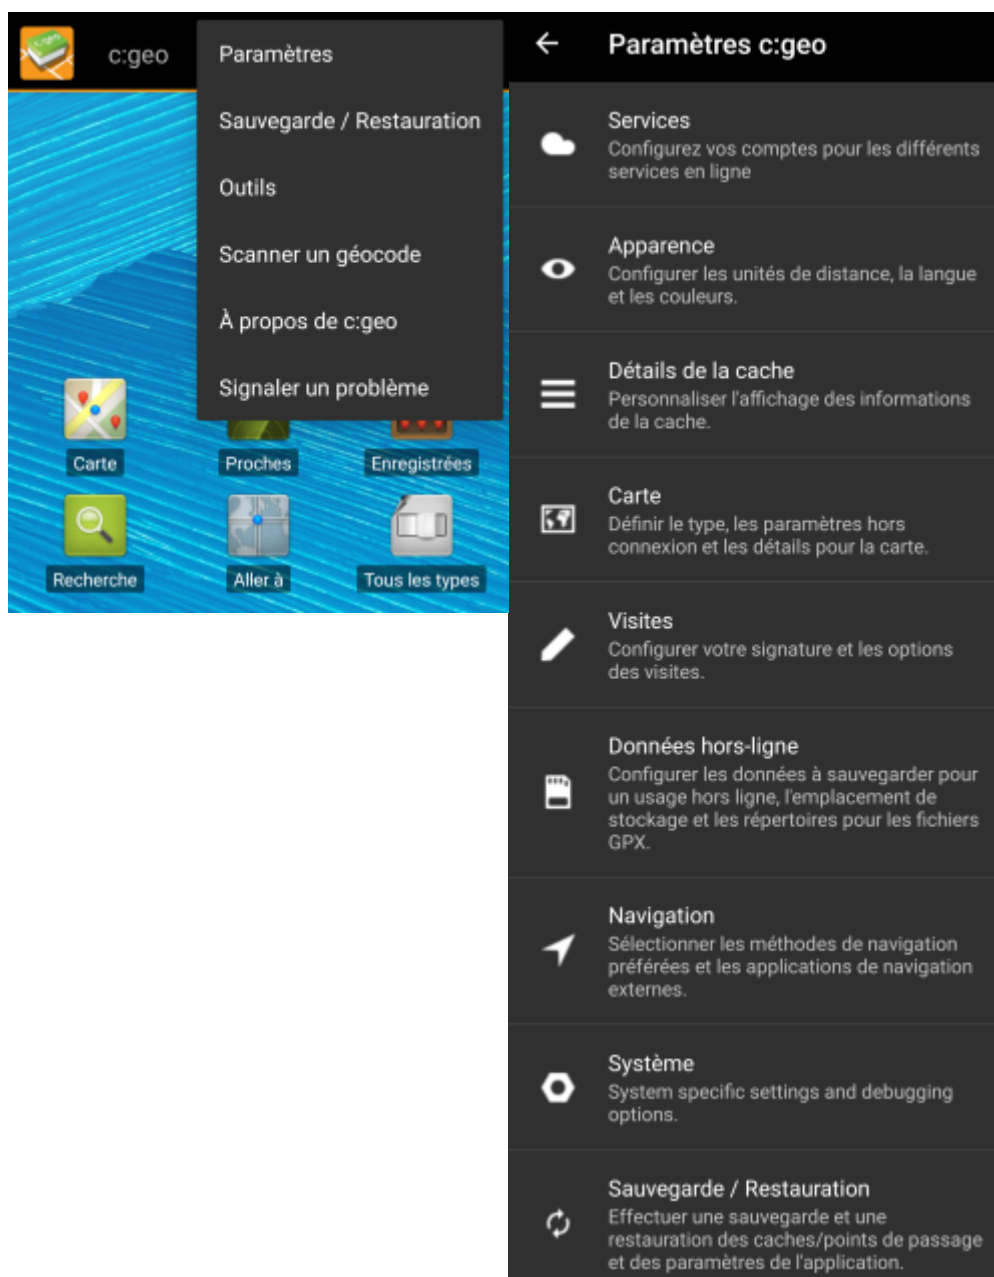 c:geo
Paramètres
Sauvegarde / Restauration
Outils
Scanner un géocode
À propos de c:geo
Signaler un problème
Carte
Proches
Enregistrées
Recherche
Aller à
Tous les types
Paramètres c:geo
Services
Configurez vos comptes pour les différents
services en ligne
Apparence
Configurer les unités de distance, la langue
et les couleurs.
Détails de la cache
Personnaliser l'affichage des informations
de la cache.
Carte
Définir le type, les paramètres hors
connexion et les détails pour la carte.
Visites
Configurer votre signature et les options
des visites.
Données hors-ligne
Configurer les données à sauvegarder pour
un usage hors ligne, l'emplacement de
stockage et les répertoires pour les fichiers
GPX.
Navigation
Sélectionner les méthodes de navigation
préférées et les applications de navigation
externes.
Système
System specific settings and debugging
options.
Sauvegarde / Restauration
Effectuer une sauvegarde et une
restauration des caches/points de passage
et des paramètres de l'application.